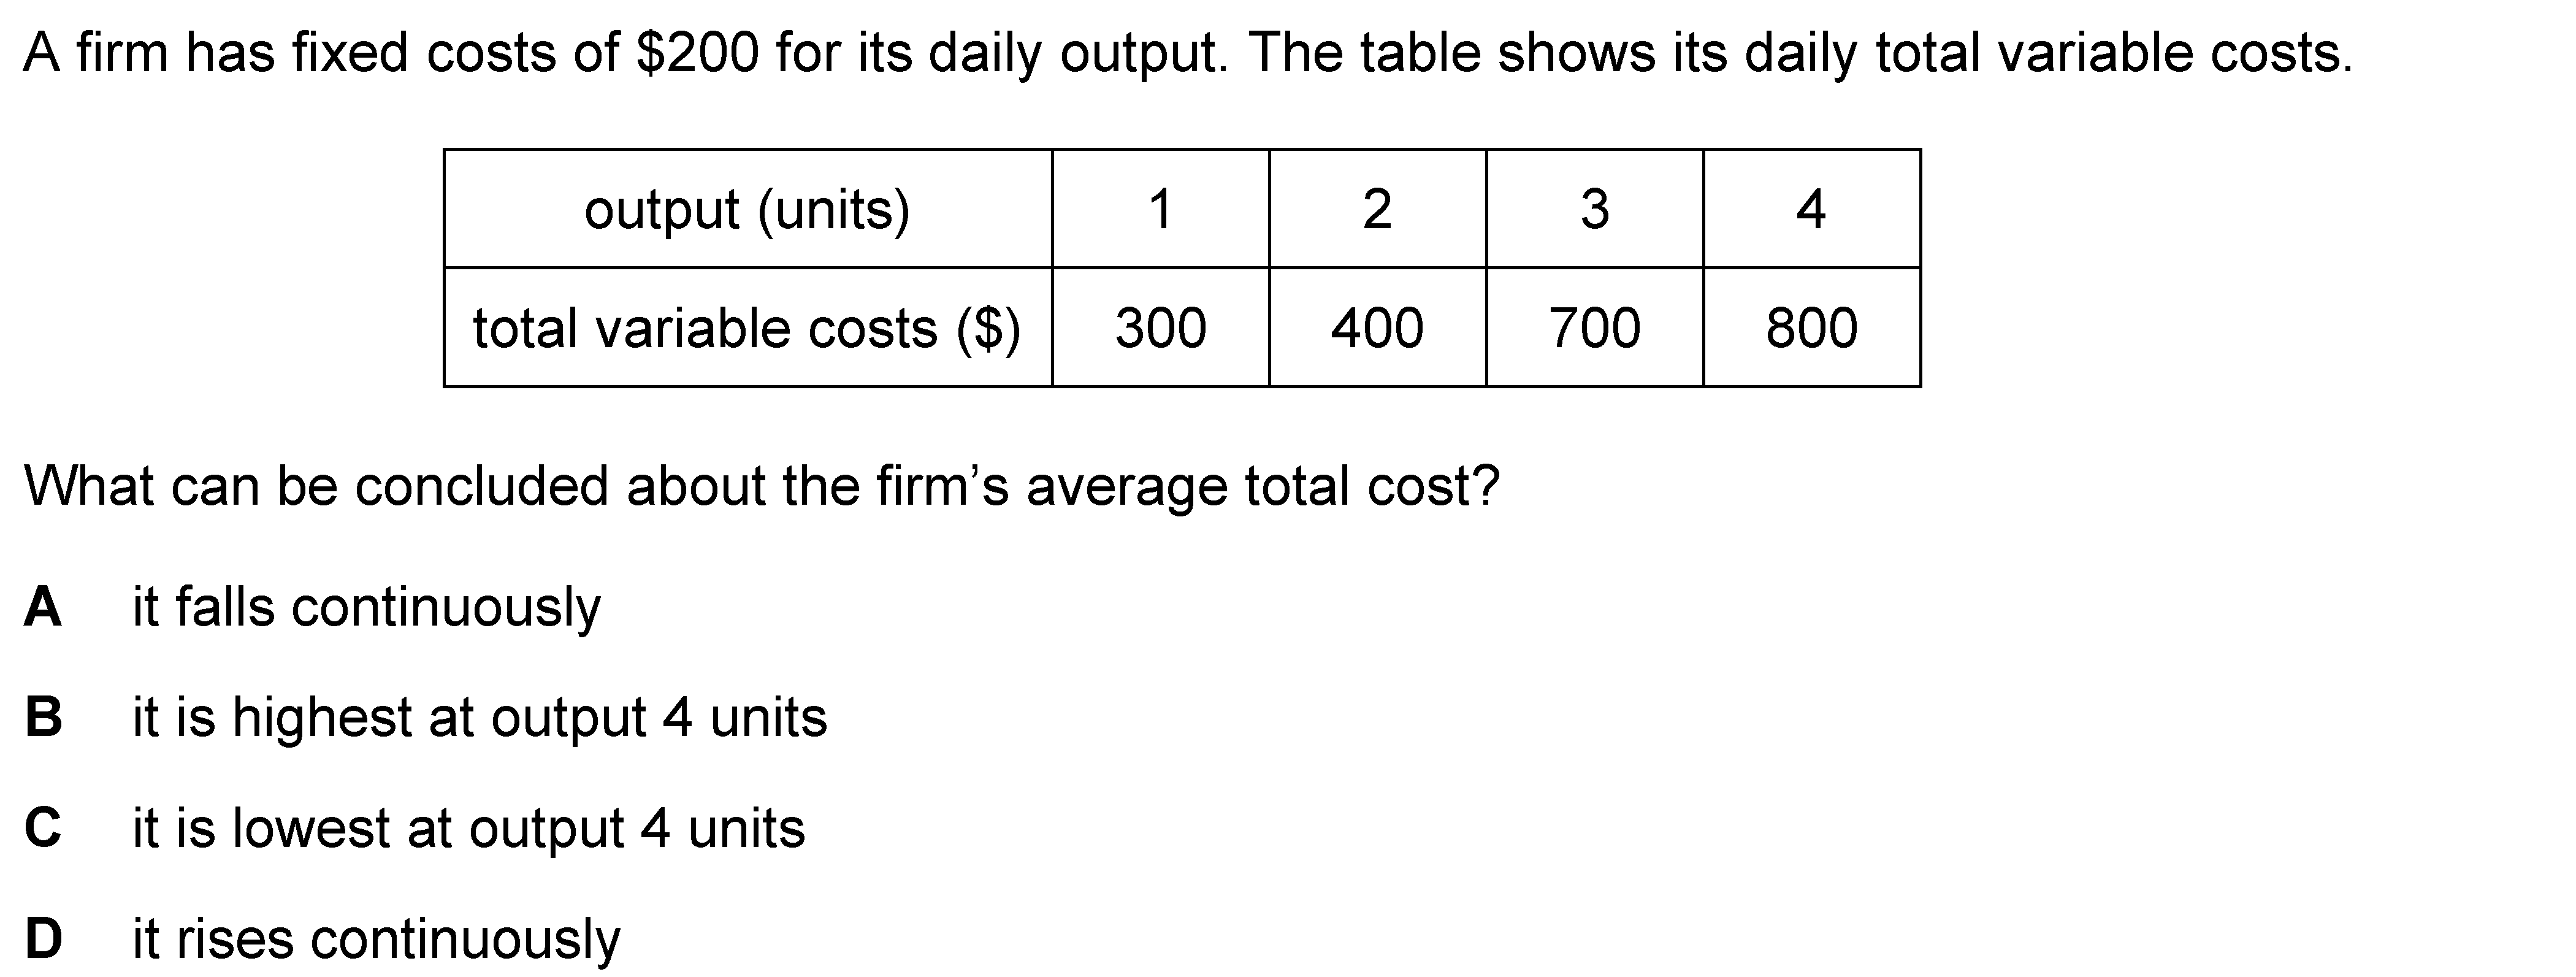 A firm has fixed costs of $200 for its daily output. The table shows its daily total variable costs.
output (units) 1 2 3 4
total variable costs ($) 300 400 700 800
What can be concluded about the firm’s average total cost?
A it falls continuously
B it is highest at output 4 units
C it is lowest at output 4 units
D it rises continuously